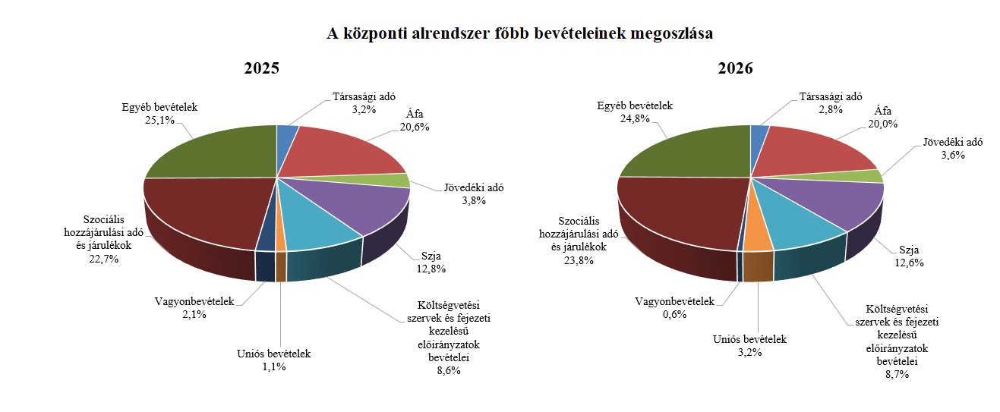 A központi alrendszer főbb bevételeinek megoszlása
2025
Társasági adó
3,2%
Áfa
20,6%
Jövedéki adó
3,8%
Szja
12,8%
Költségvetési
szervek és fejezeti
kezelésű
előirányzatok
bevételei
8,6%
Uniós bevételek
1,1%
Vagyonbevételek
2,1%
Szociális
hozzájárulási adó
és járulékok
22,7%
Egyéb bevételek
25,1%
2026
Társasági adó
2,8%
Áfa
20,0%
Jövedéki adó
3,6%
Szja
12,6%
Költségvetési
szervek és fejezeti
kezelésű
előirányzatok
bevételei
8,7%
Uniós bevételek
3,2%
Vagyonbevételek
0,6%
Szociális
hozzájárulási adó
és járulékok
23,8%
Egyéb bevételek
24,8%